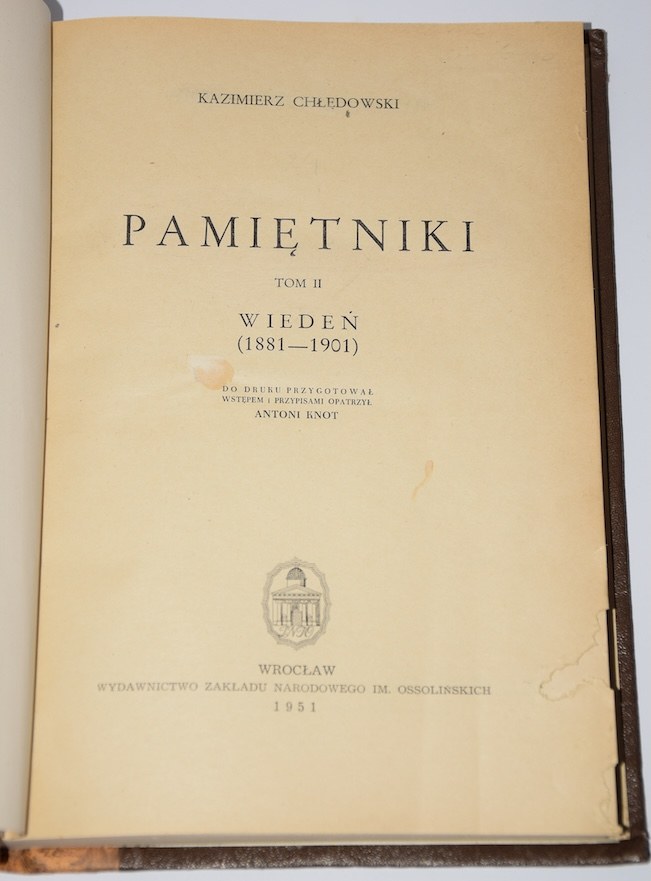 KAZIMIERZ CHŁĘDOWSKI
PAMIĘTNIKI
TOM II
WIEDEŃ
(1881—1901)
DO DRUKU PRZYGOTOWAŁ
WSTĘPEM I PRZYPISAMI OPATRZYŁ
ANTONI KNOT
WROCŁAW
WYDAWNICTWO ZAKŁADU NARODOWEGO IM. OSSOLIŃSKICH
1951